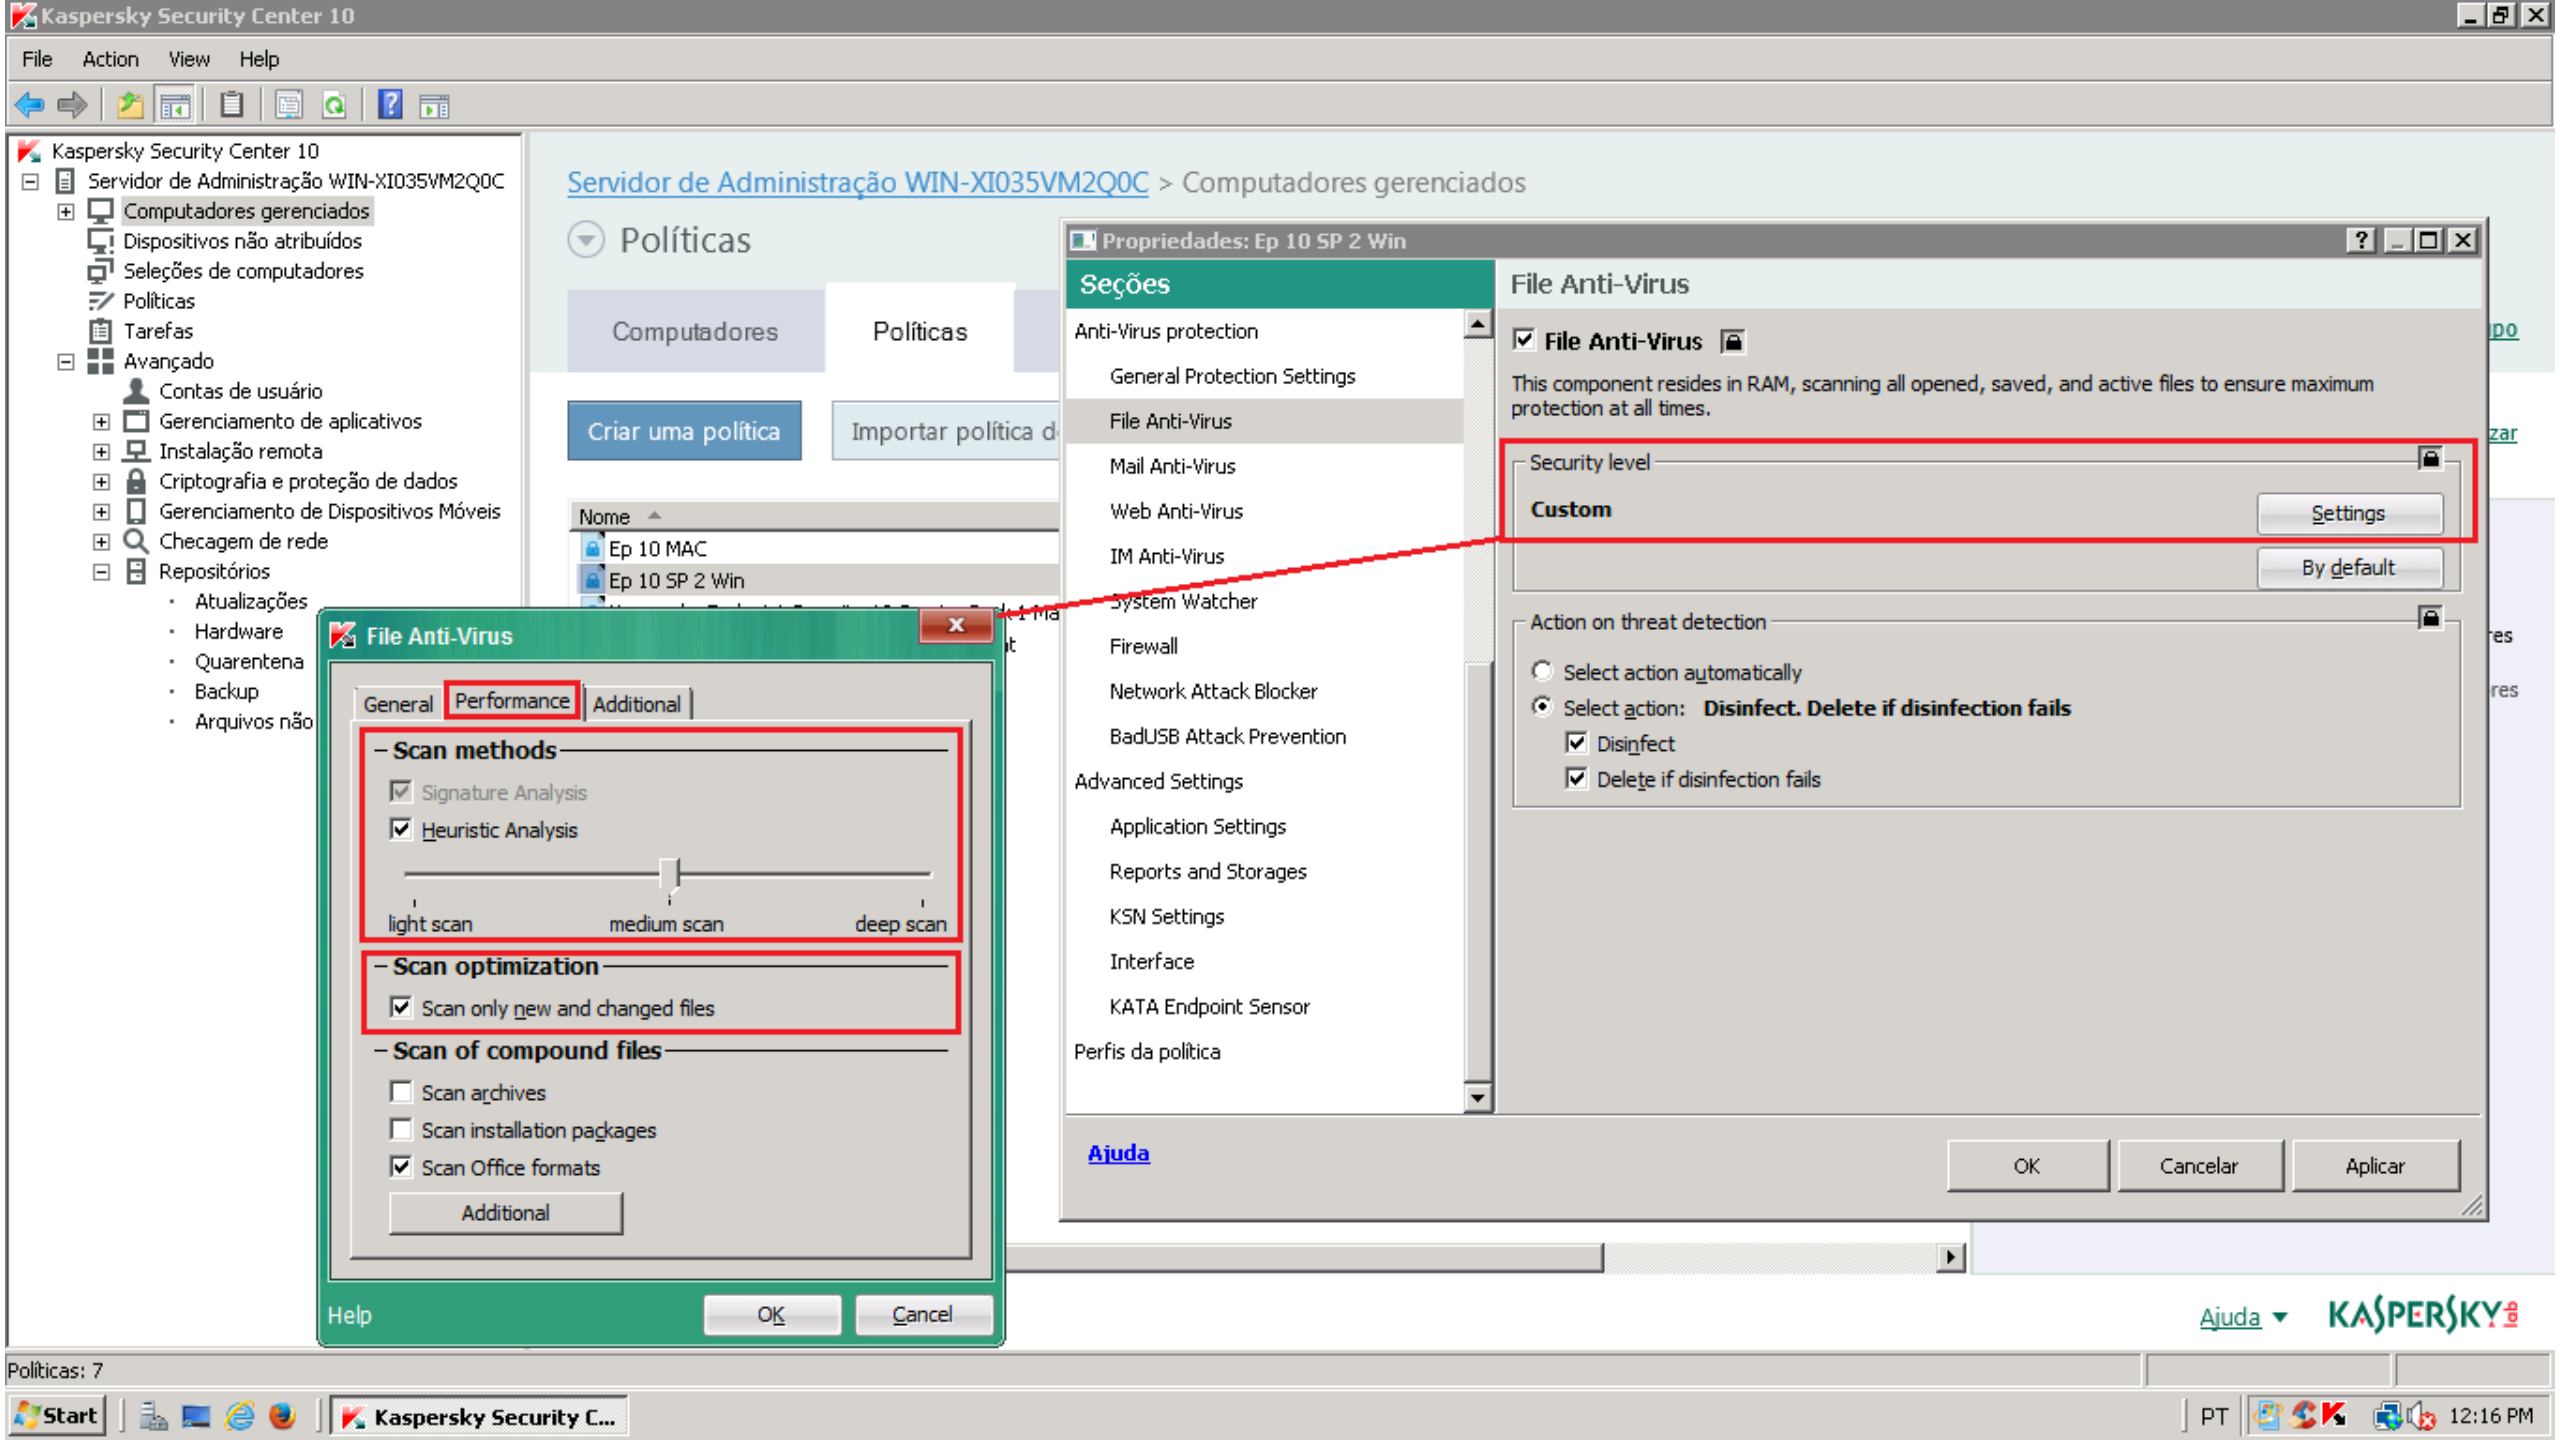 Kaspersky Security Center 10
File Action View Help
Kaspersky Security Center 10
Servidor de Administração WIN-XI035VM2Q0C
Computadores gerenciados
Dispositivos não atribuídos
Seleções de computadores
Políticas
Tarefas
Avançado
Contas de usuário
Gerenciamento de aplicativos
Instalação remota
Criptografia e proteção de dados
Gerenciamento de Dispositivos Móveis
Checagem de rede
Repositórios
Atualizações
Hardware
Quarentena
Backup
Arquivos não
Servidor de Administração WIN-XI035VM2Q0C > Computadores gerenciados
Políticas
Computadores Políticas
Criar uma política Importar política d
Nome
Ep 10 MAC
Ep 10 SP 2 Win
Propriedades: Ep 10 SP 2 Win
Seções
Anti-Virus protection
General Protection Settings
File Anti-Virus
Mail Anti-Virus
Web Anti-Virus
IM Anti-Virus
System Watcher
Firewall
Network Attack Blocker
BadUSB Attack Prevention
Advanced Settings
Application Settings
Reports and Storages
KSN Settings
Interface
KATA Endpoint Sensor
Perfis da política
Ajuda
File Anti-Virus
File Anti-Virus
This component resides in RAM, scanning all opened, saved, and active files to ensure maximum
protection at all times.
Security level
Custom
Settings
By default
Action on threat detection
Select action automatically
Select action: Disinfect. Delete if disinfection fails
Disinfect
Delete if disinfection fails
OK Cancelar Aplicar
upo
zar
res
res
File Anti-Virus
General Performance Additional
Scan methods
Signature Analysis
Heuristic Analysis
light scan medium scan deep scan
Scan optimization
Scan only new and changed files
Scan of compound files
Scan archives
Scan installation packages
Scan Office formats
Additional
Help OK Cancel
Ajuda KASPERSKY lab
Políticas: 7
Start Kaspersky Security C... PT 12:16 PM